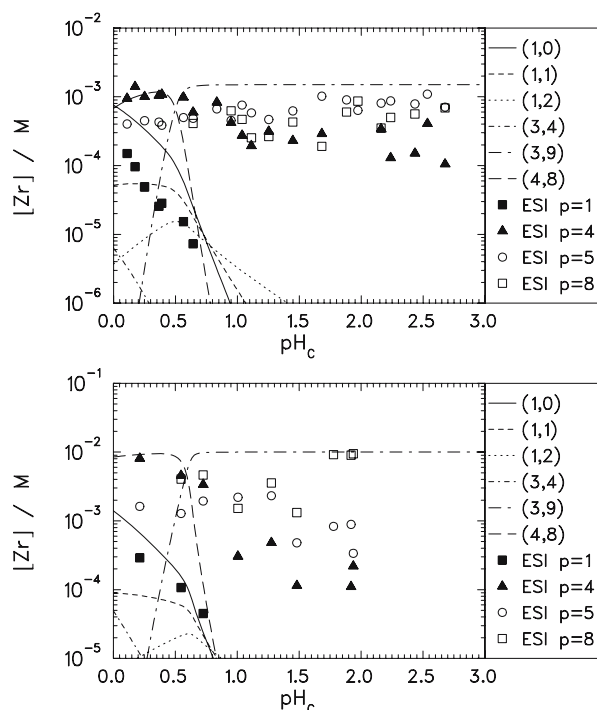 [Zr] / M
10⁻²
10⁻³
10⁻⁴
10⁻⁵
10⁻⁶
0.0 0.5 1.0 1.5 2.0 2.5 3.0
pH_c
(1,0)
(1,1)
(1,2)
(3,4)
(3,9)
(4,8)
ESI p=1
ESI p=4
ESI p=5
ESI p=8
[Zr] / M
10⁻¹
10⁻²
10⁻³
10⁻⁴
10⁻⁵
0.0 0.5 1.0 1.5 2.0 2.5 3.0
pH_c
(1,0)
(1,1)
(1,2)
(3,4)
(3,9)
(4,8)
ESI p=1
ESI p=4
ESI p=5
ESI p=8